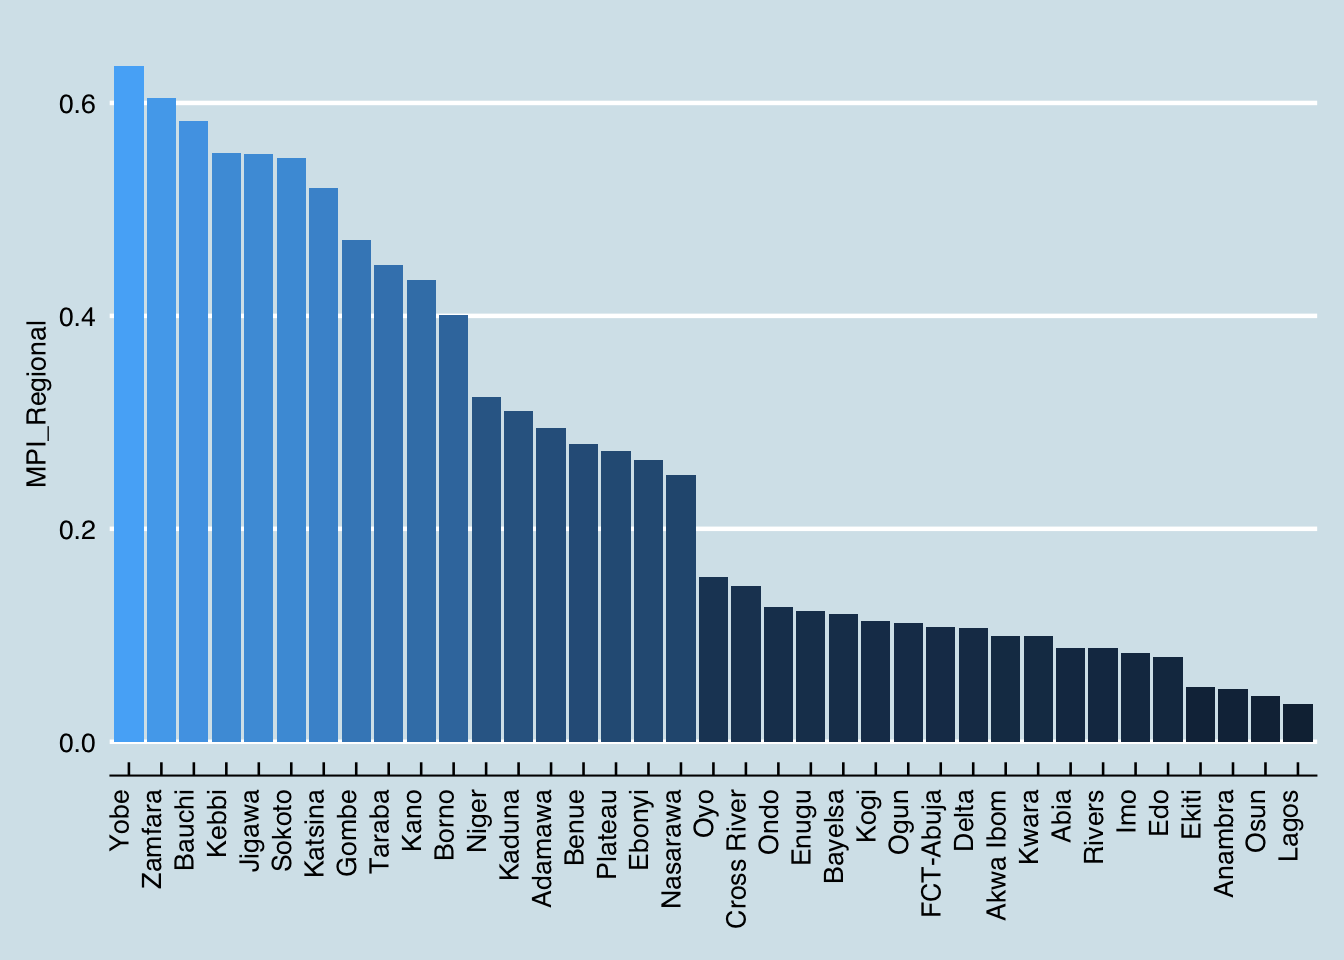 MPI_Regional
0.6
0.4
0.2
0.0
Yobe
Zamfara
Bauchi
Kebbi
Jigawa
Sokoto
Katsina
Gombe
Taraba
Kano
Borno
Niger
Kaduna
Adamawa
Benue
Plateau
Ebonyi
Nasarawa
Oyo
Cross River
Ondo
Enugu
Bayelsa
Kogi
Ogun
FCT-Abuja
Delta
Akwa Ibom
Kwara
Abia
Rivers
Imo
Edo
Ekiti
Anambra
Osun
Lagos